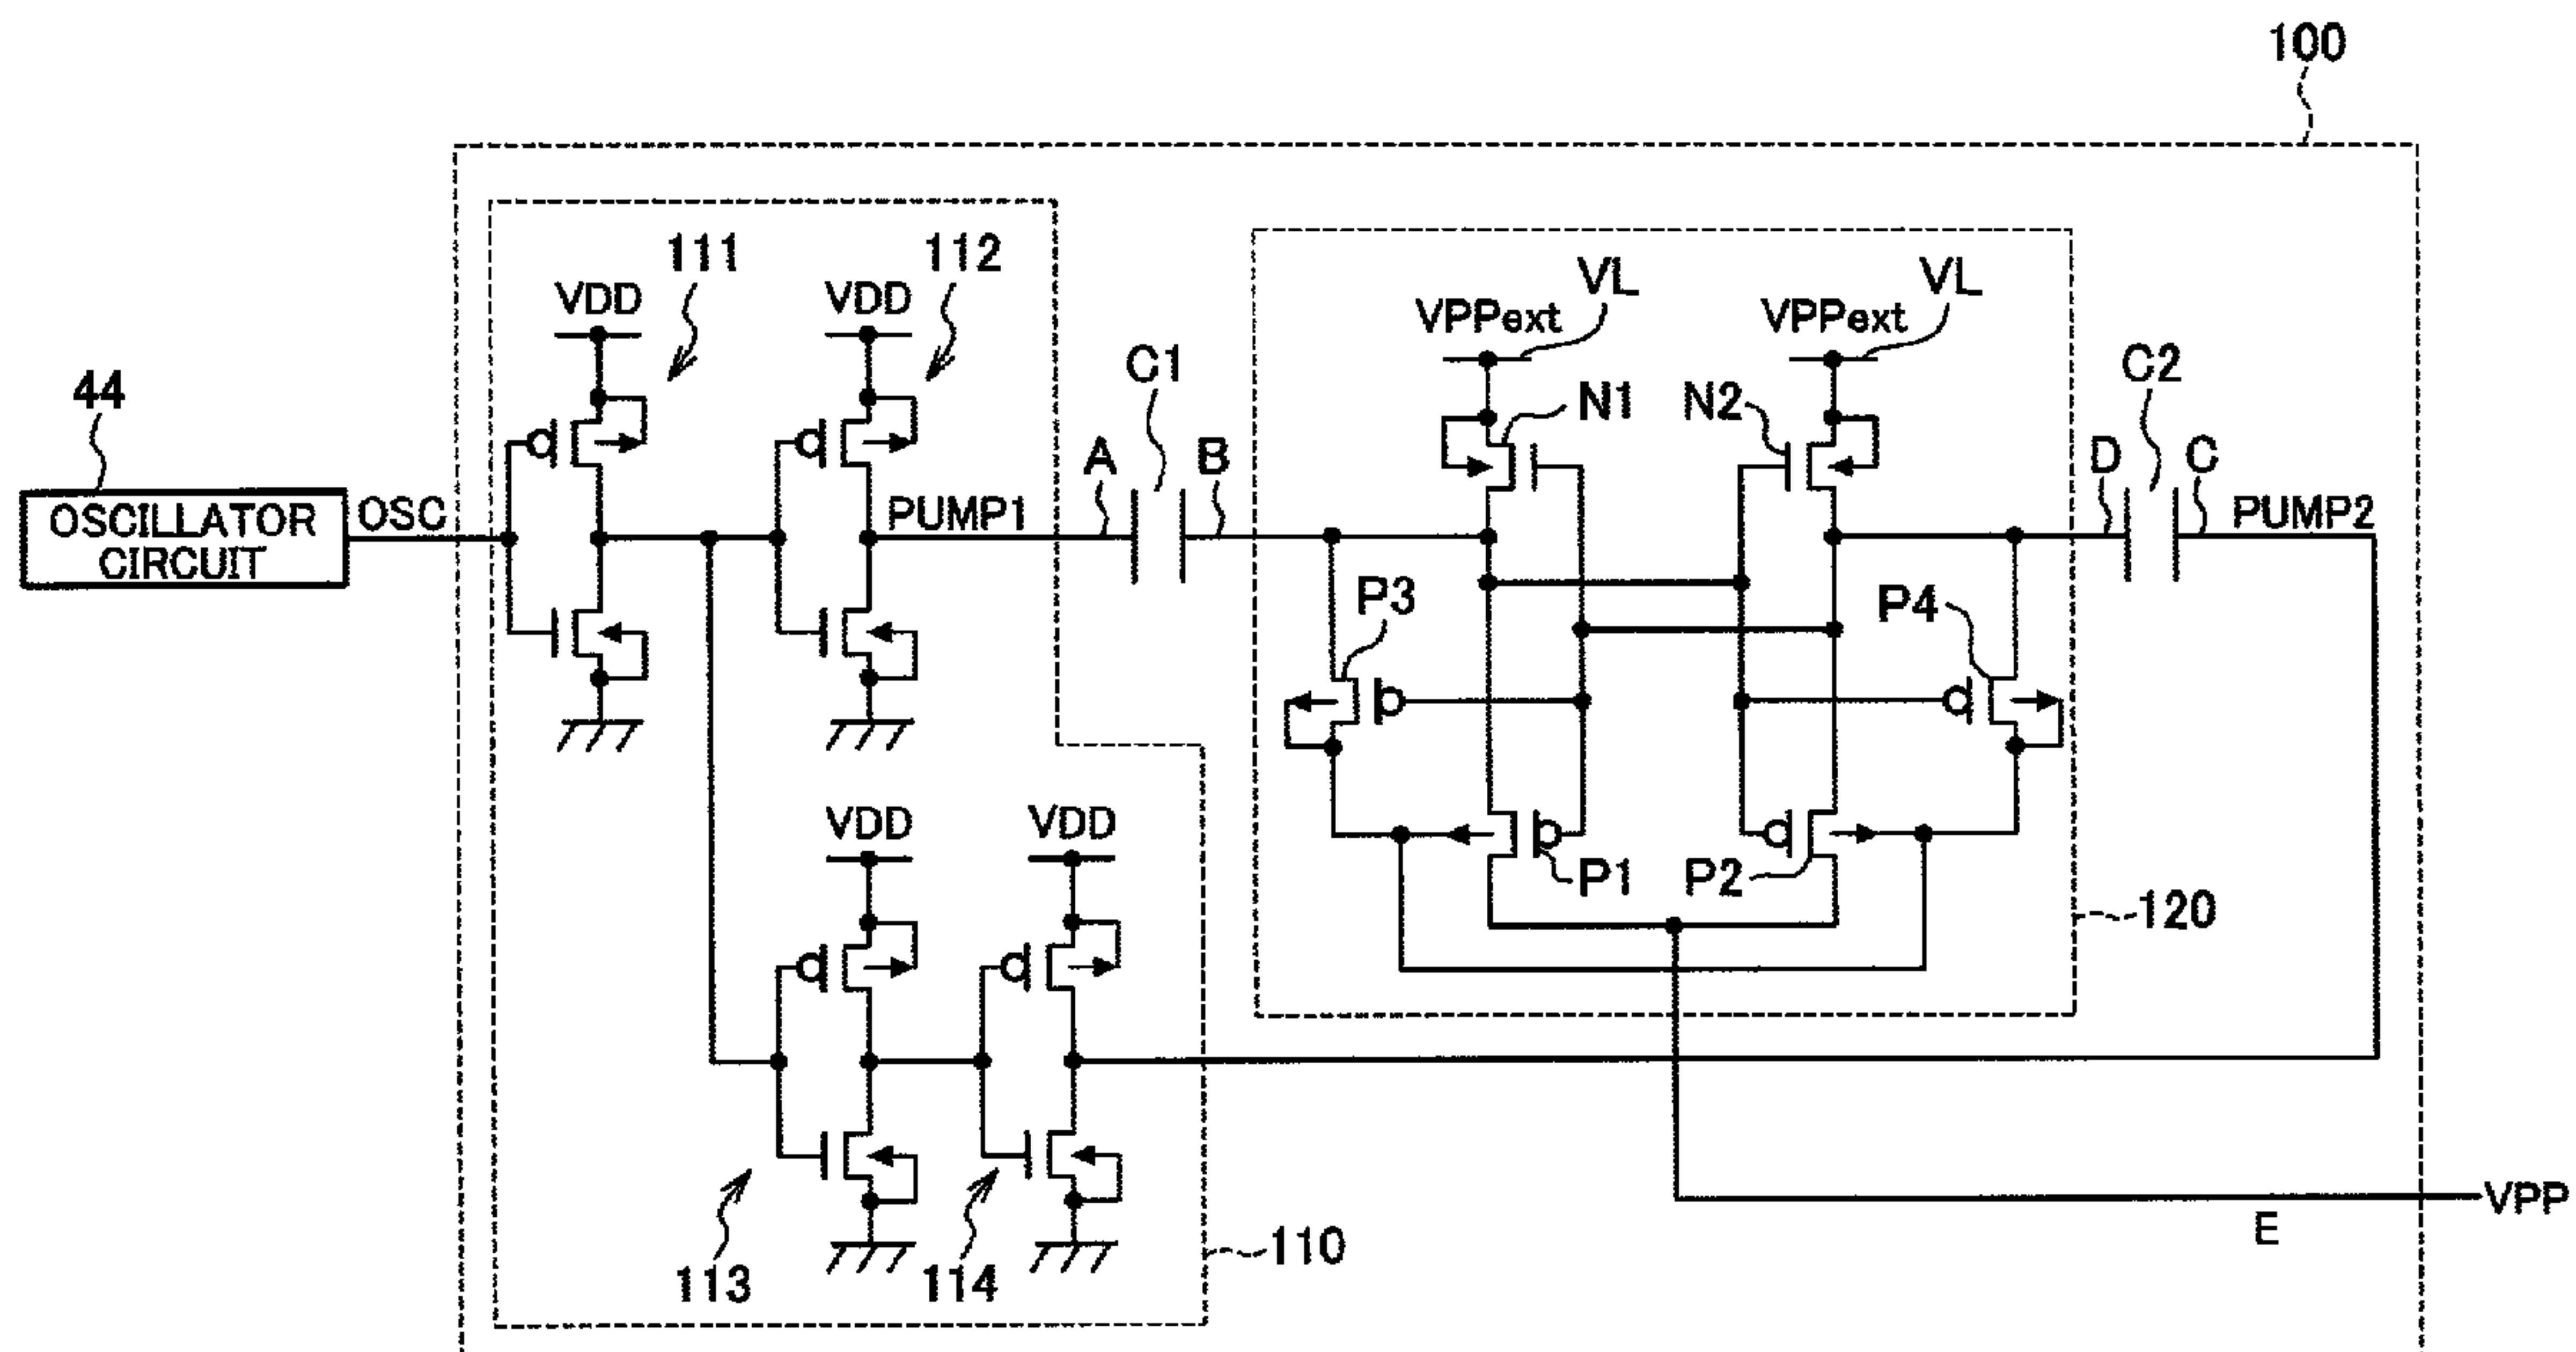 100
111
112
VDD
VDD
VL
VL
VPPext
VPPext
C1
C2
44
N1
N2
A
B
D
C
OSCILLATOR
CIRCUIT
OSC
PUMP1
PUMP2
P3
P4
VDD
VDD
P1
P2
120
VPP
E
110
113
114